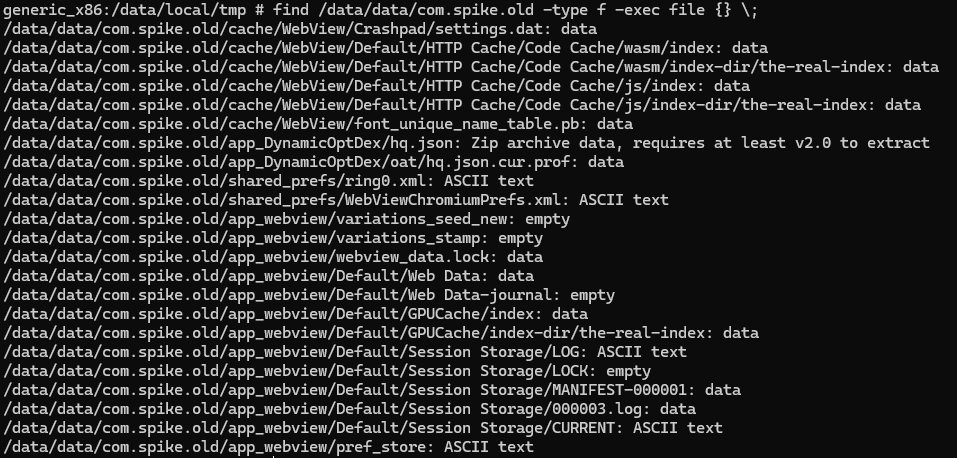 generic_x86:/data/local/tmp # find /data/data/com.spike.old -type f -exec file {} \;
/data/data/com.spike.old/cache/WebView/Crashpad/settings.dat: data
/data/data/com.spike.old/cache/WebView/Default/HTTP Cache/Code Cache/wasm/index: data
/data/data/com.spike.old/cache/WebView/Default/HTTP Cache/Code Cache/wasm/index-dir/the-real-index: data
/data/data/com.spike.old/cache/WebView/Default/HTTP Cache/Code Cache/js/index: data
/data/data/com.spike.old/cache/WebView/Default/HTTP Cache/Code Cache/js/index-dir/the-real-index: data
/data/data/com.spike.old/cache/WebView/font_unique_name_table.pb: data
/data/data/com.spike.old/app_DynamicOptDex/hq.json: Zip archive data, requires at least v2.0 to extract
/data/data/com.spike.old/app_DynamicOptDex/oat/hq.json.cur.prof: data
/data/data/com.spike.old/shared_prefs/ring0.xml: ASCII text
/data/data/com.spike.old/shared_prefs/WebViewChromiumPrefs.xml: ASCII text
/data/data/com.spike.old/app_webview/variations_seed_new: empty
/data/data/com.spike.old/app_webview/variations_stamp: empty
/data/data/com.spike.old/app_webview/webview_data.lock: data
/data/data/com.spike.old/app_webview/Default/Web Data: data
/data/data/com.spike.old/app_webview/Default/Web Data-journal: empty
/data/data/com.spike.old/app_webview/Default/GPUCache/index: data
/data/data/com.spike.old/app_webview/Default/GPUCache/index-dir/the-real-index: data
/data/data/com.spike.old/app_webview/Default/Session Storage/LOG: ASCII text
/data/data/com.spike.old/app_webview/Default/Session Storage/LOCK: empty
/data/data/com.spike.old/app_webview/Default/Session Storage/MANIFEST-000001: data
/data/data/com.spike.old/app_webview/Default/Session Storage/000003.log: data
/data/data/com.spike.old/app_webview/Default/Session Storage/CURRENT: ASCII text
/data/data/com.spike.old/app_webview/pref_store: ASCII text